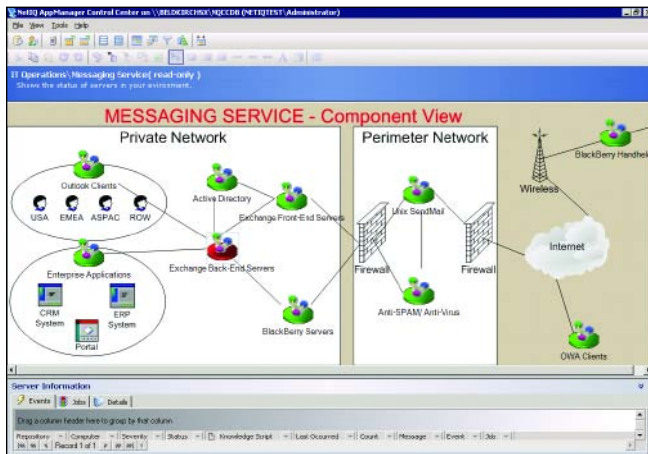 NetIQ AppManager Control Center on \\BELDKIRCHSX\NQCCDB (NETIQTEST\Administrator)
File View Tools Help
IT Operations\Messaging Service( read-only )
Shows the status of servers in your evironment.
MESSAGING SERVICE - Component View
Private Network
Perimeter Network
Outlook Clients
USA EMEA ASPAC ROW
Active Directory
Exchange Front-End Servers
Exchange Back-End Servers
Enterprise Applications
CRM System
ERP System
Portal
BlackBerry Servers
Firewall
Unix SendMail
Anti-SPAM/ Anti-Virus
Firewall
Wireless
BlackBerry Handhel
Internet
OWA Clients
Server Information
Events Jobs Details
Drag a column header here to group by that column
Repository Computer Severity Status Knowledge Script Last Occurred Count Message Event Job
Record 1 of 1